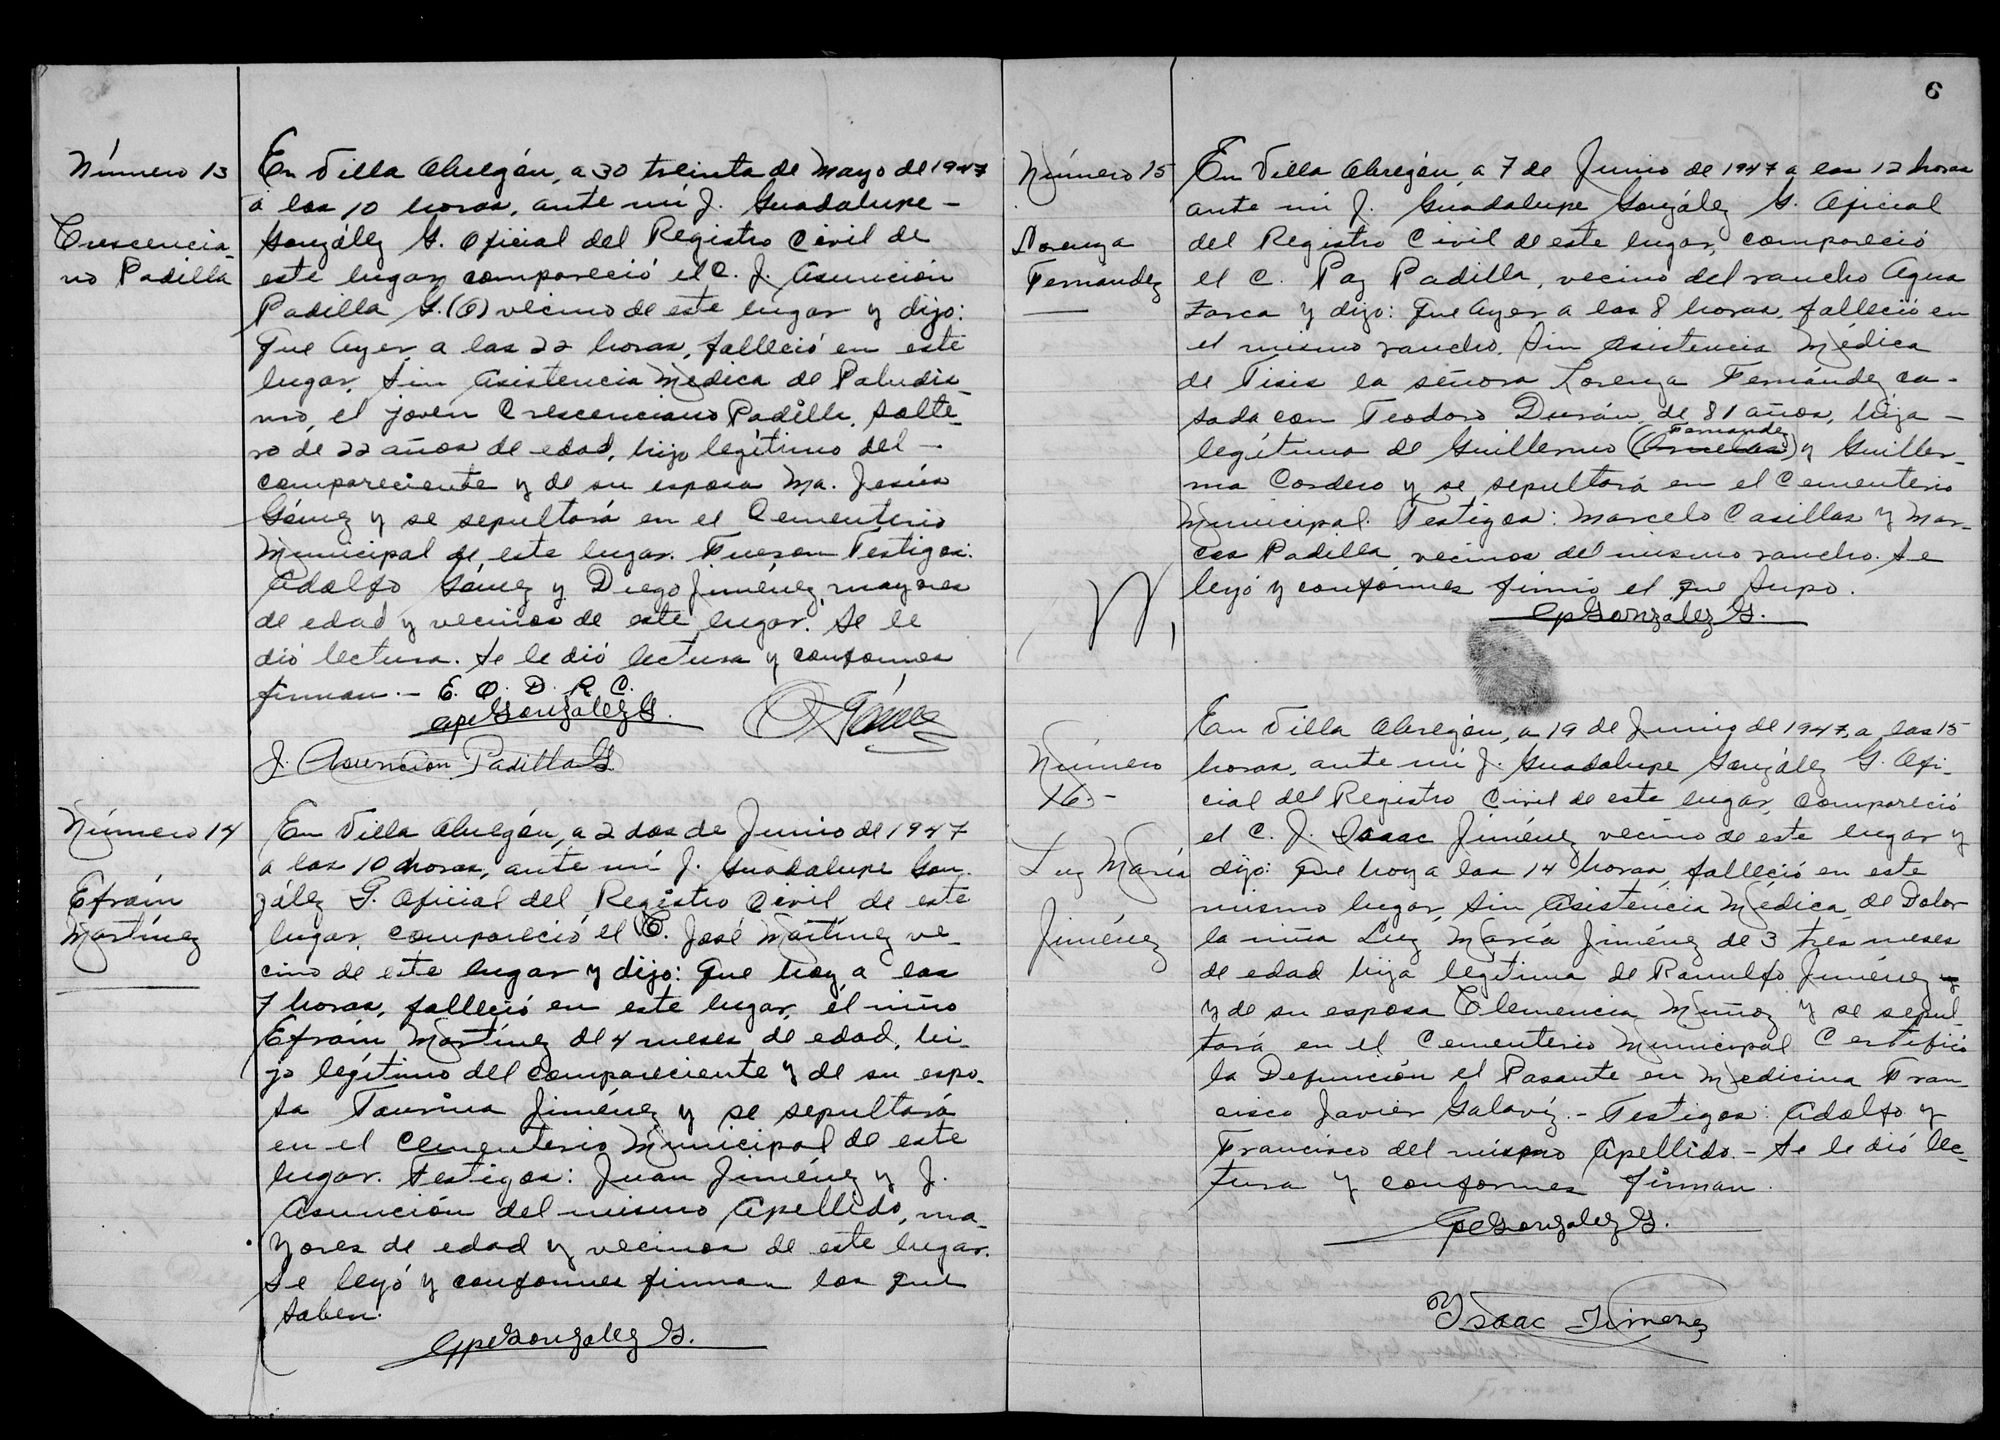 Número 13
Crescencia-
no Padilla
En Villa Obregón, a 30 treinta de Mayo de 1947
a las 10 horas, ante mí J. Guadalupe -
González G. Oficial del Registro Civil de
este lugar compareció el C. J. Asunción
Padilla G. (O) vecino de este lugar y dijo:
Que Ayer a las 22 horas, falleció en este
lugar, Sin Asistencia Médica de Paludis-
mo, el joven Crescenciano Padilla, Solte-
ro de 22 años de edad, hijo legítimo del -
compareciente y de su esposa Ma. Jesús
Gómez y se sepultará en el Cementerio
Municipal de este lugar. Fueron Testigos:
Adolfo Gómez y Diego Jiménez, mayores
de edad y vecinos de este lugar. Se le
dió lectura. Se le dió lectura y conformes
firman.- E. O. D. R. C.
GpeGonzalezG.
J. Asuncion Padilla G
Número 14
Efraín
Martínez
En Villa Obregón, a 2 dos de Junio de 1947
a las 10 horas, ante mí J. Guadalupe Gon-
zález G. Oficial del Registro Civil de este
lugar, compareció el C. José Martínez ve-
cino de este lugar y dijo: Que hoy a las
7 horas, falleció en este lugar, el niño
Efraín Martínez de 4 meses de edad, hi-
jo legítimo del compareciente y de su espo-
sa Taurina Jiménez y se sepultará
en el Cementerio Municipal de este
lugar. Testigos: Juan Jiménez y J.
Asunción del mismo Apellido, ma-
yores de edad y vecinos de este lugar.
Se leyó y conformes firman los que
saben.
GpeGonzalez G.
6
Número 15
Lorenza
Fernández
En Villa Obregón, a 7 de Junio de 1947 a las 12 horas
ante mí J. Guadalupe González G. Oficial
del Registro Civil de este lugar, compareció
el C. Paz Padilla, vecino del rancho Agua
Zarca y dijo: Que Ayer a las 8 horas, falleció en
el mismo rancho, Sin Asistencia Médica
de Tisis la señora Lorenza Fernández ca-
sada con Teodoro Durán, de 81 años, hija -
Fernández
legítima de Guillermo (Ornelas) y Guiller-
ma Cordero y se sepultará en el Cementerio
Municipal. Testigos: Marcelo Casillas y Mar-
cos Padilla, vecinos del mismo rancho. Se
leyó y conformes firmó el que Supo.
GpGonzález G.
Número
16.-
Luz María
Jiménez
En Villa Obregón, a 19 de Junio de 1947, a las 15
horas, ante mí J. Guadalupe González G. Ofi-
cial del Registro Civil de este lugar, compareció
el C. J. Isaac Jiménez vecino de este lugar y
dijo: Que hoy a las 14 horas, falleció en este
mismo lugar, Sin Asistencia Médica, de Dolor
la niña Luz María Jiménez de 3 tres meses
de edad hija legítima de Ranulfo Jiménez y
y de su esposa Clemencia Muñoz y se sepul-
tará en el Cementerio Municipal Certificó
la Defunción el Pasante en Medicina Fran-
cisco Javier Galavíz.- Testigos: Adolfo y
Francisco del mismo Apellido.- Se le dió lec-
tura y conformes firman.
GpeGonzalez G.
Ysaac Jimenez